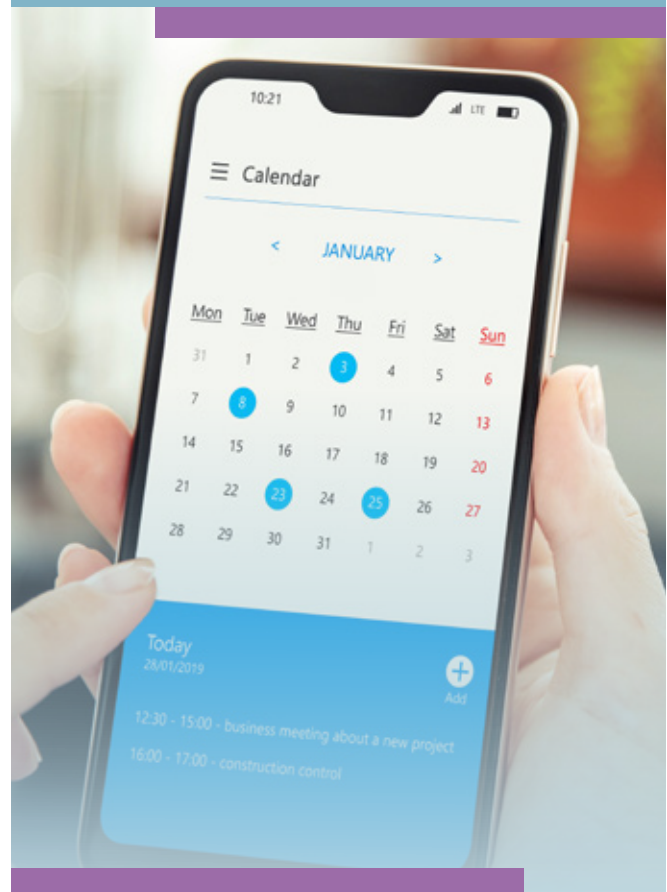 10:21 LTE
Calendar
< JANUARY >
Mon Tue Wed Thu Fri Sat Sun
31 1 2 3 4 5 6
7 8 9 10 11 12 13
14 15 16 17 18 19 20
21 22 23 24 25 26 27
28 29 30 31 1 2 3
Today
28/01/2019
Add
12:30 - 15:00 - business meeting about a new project
16:00 - 17:00 - construction control